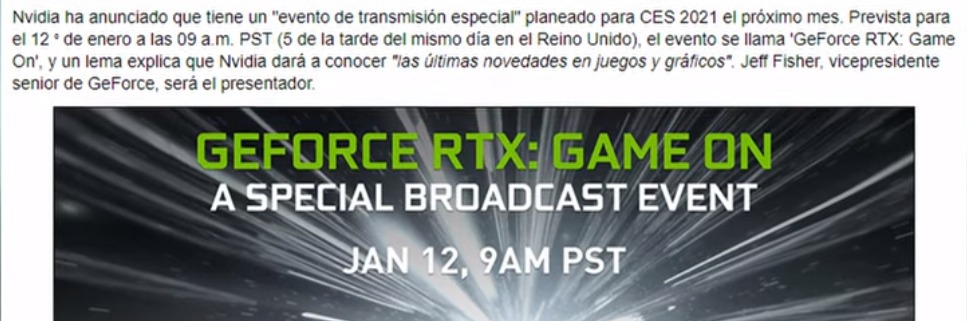 Nvidia ha anunciado que tiene un "evento de transmisión especial" planeado para CES 2021 el próximo mes. Prevista para
el 12 º de enero a las 09 a.m. PST (5 de la tarde del mismo día en el Reino Unido), el evento se llama 'GeForce RTX: Game
On', y un lema explica que Nvidia dará a conocer "las últimas novedades en juegos y gráficos". Jeff Fisher, vicepresidente
senior de GeForce, será el presentador.
GEFORCE RTX: GAME ON
A SPECIAL BROADCAST EVENT
JAN 12, 9AM PST